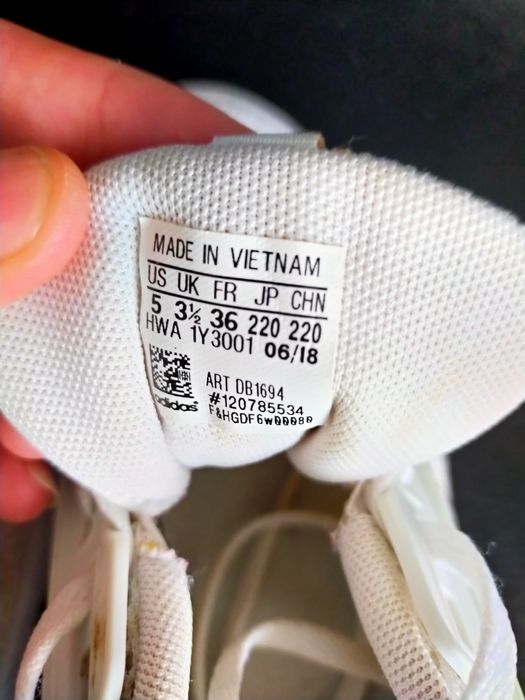 MADE IN VIETNAM
US UK FR JP CHN
5 3½ 36 220 220
HWA 1Y3001 06/18
ART DB1694
#120785534
adidas F&HGDF6w00080